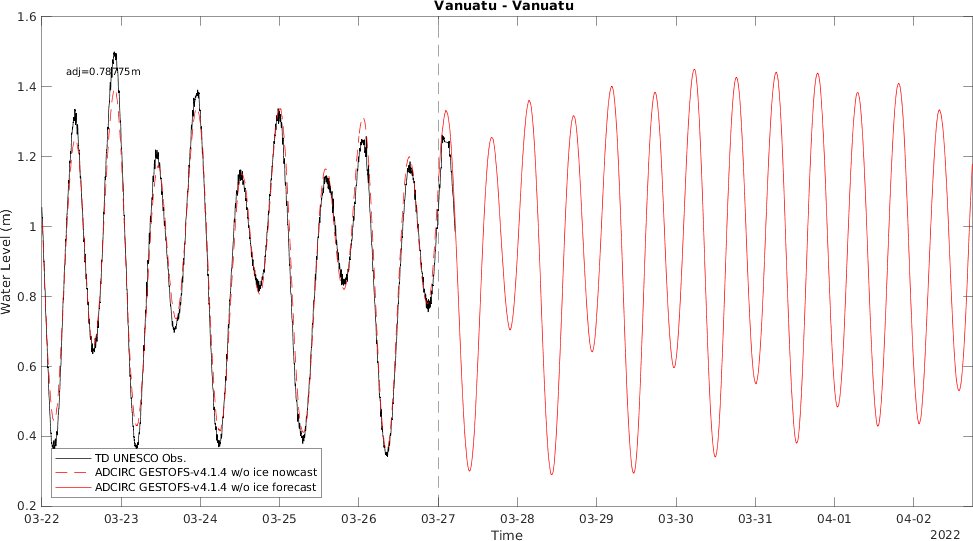 Vanuatu - Vanuatu
Water Level (m)
1.6
1.4
1.2
1
0.8
0.6
0.4
0.2
adj=0.78775m
TD UNESCO Obs.
ADCIRC GESTOFS-v4.1.4 w/o ice nowcast
ADCIRC GESTOFS-v4.1.4 w/o ice forecast
03-22 03-23 03-24 03-25 03-26 03-27 03-28 03-29 03-30 03-31 04-01 04-02
Time
2022